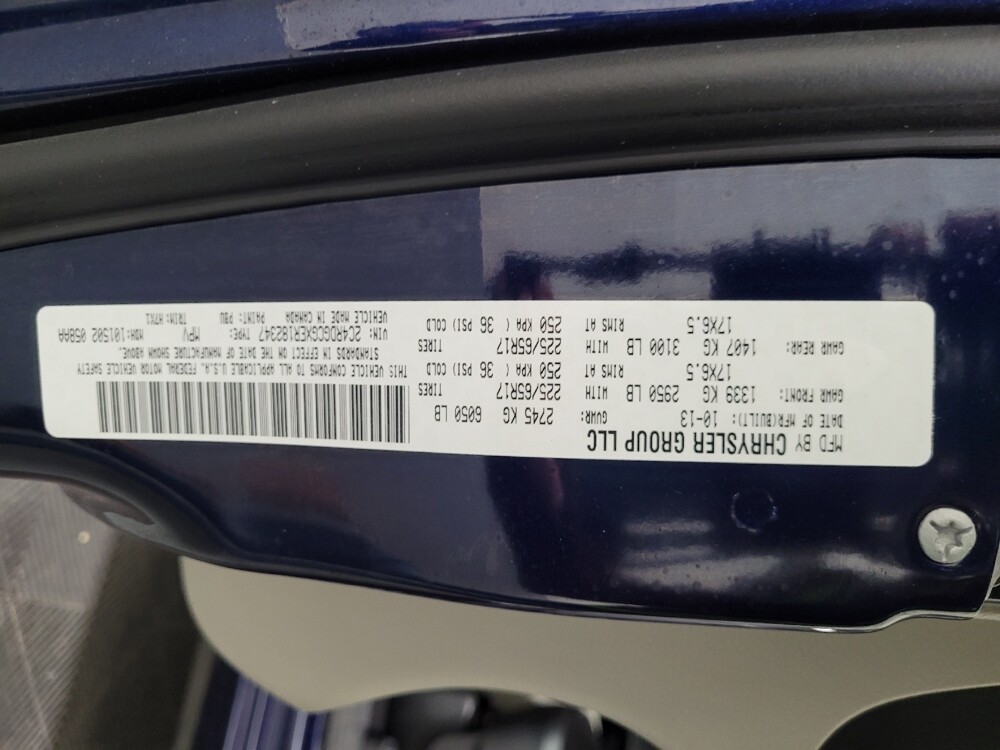 MFD BY CHRYSLER GROUP LLC
DATE OF MFR(BUILT): 10-13 GVWR: 2745 KG 6050 LB
GAWR FRONT: 1339 KG 2950 LB WITH 225/65R17 TIRES
17X6.5 RIMS AT 250 KPA ( 36 PSI) COLD
GAWR REAR: 1407 KG 3100 LB WITH 225/65R17 TIRES
17X6.5 RIMS AT 250 KPA ( 36 PSI) COLD
THIS VEHICLE CONFORMS TO ALL APPLICABLE U.S.A. FEDERAL MOTOR VEHICLE SAFETY
STANDARDS IN EFFECT ON THE DATE OF MANUFACTURE SHOWN ABOVE.
VIN: 2C4RDGCGXER182347 TYPE: MPV MDH:101502 058AA
VEHICLE MADE IN CANADA PAINT: PBU TRIM: H7X1